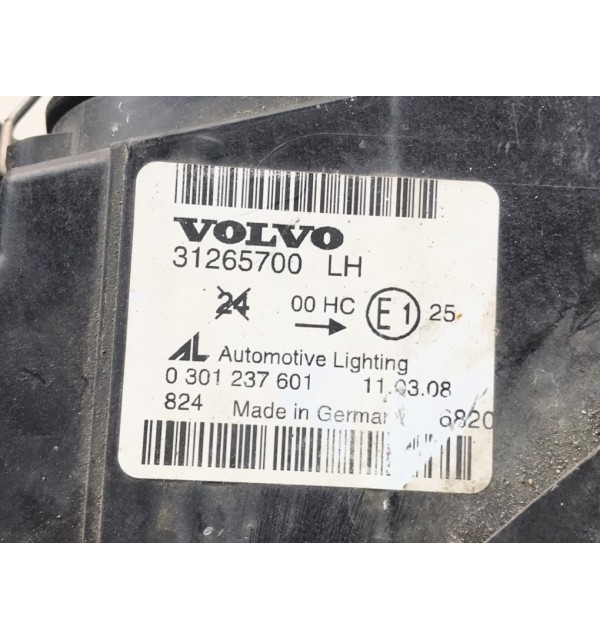 VOLVO
31265700 LH
24 00 HC E1 25
AL Automotive Lighting
0 301 237 601 11.03.08
824 Made in 6820